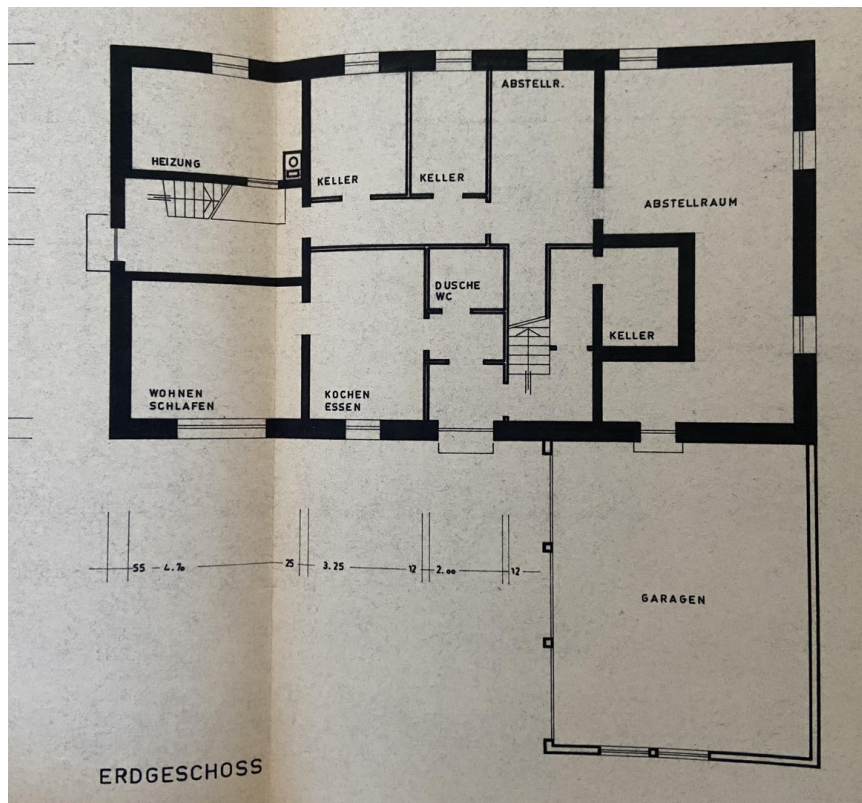 ABSTELLR.
HEIZUNG
KELLER
KELLER
ABSTELLRAUM
DUSCHE
WC
KELLER
WOHNEN
SCHLAFEN
KOCHEN
ESSEN
55 4.70 25 3.25 12 2.00 12
GARAGEN
ERDGESCHOSS